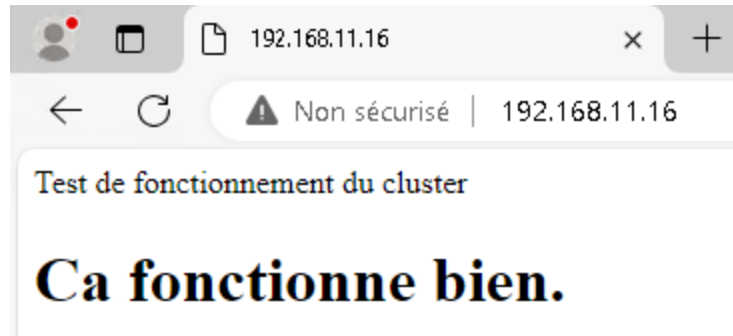 192.168.11.16
Non sécurisé | 192.168.11.16
Test de fonctionnement du cluster
Ca fonctionne bien.